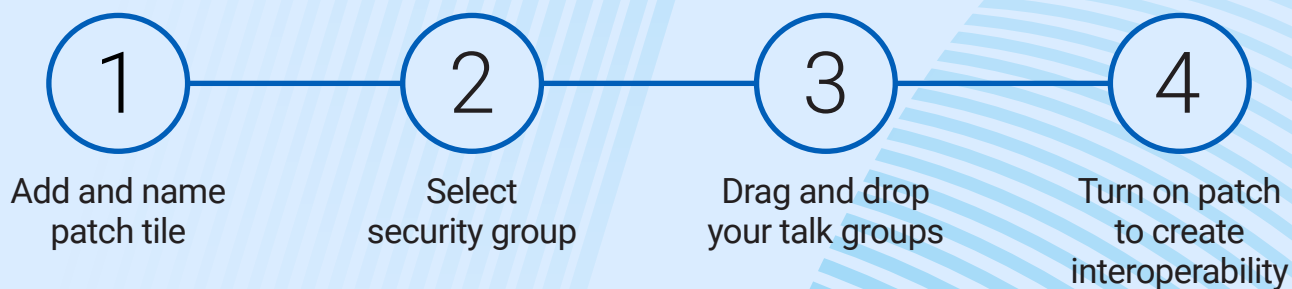 1
Add and name
patch tile
2
Select
security group
3
Drag and drop
your talk groups
4
Turn on patch
to create
interoperability